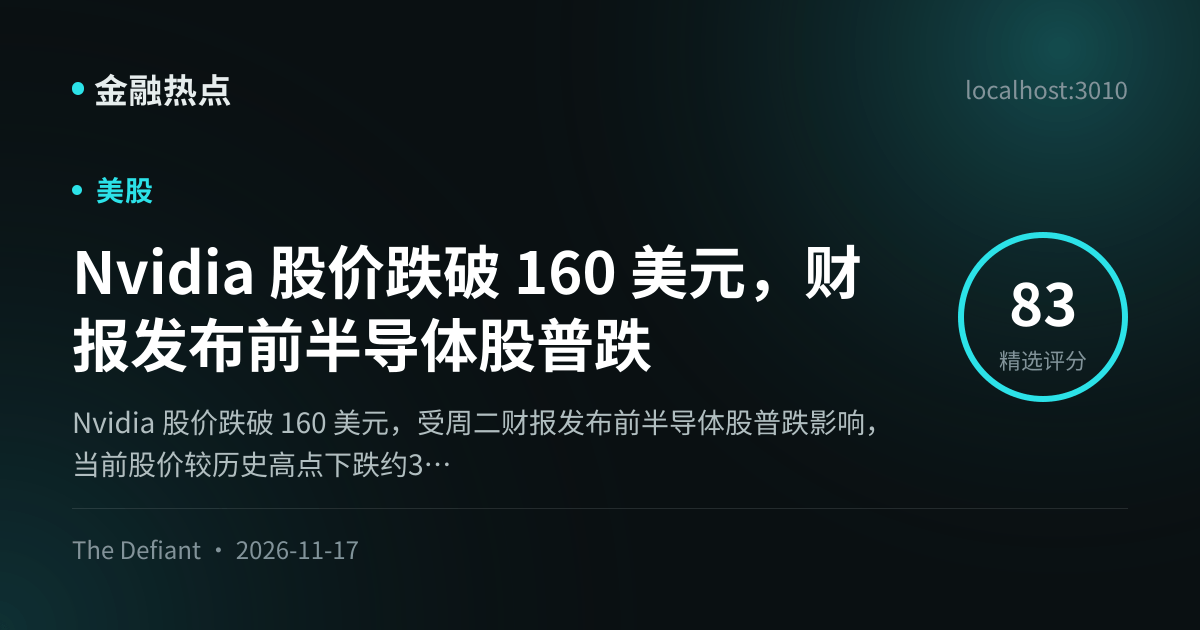 金融热点
localhost:3010
美股
Nvidia 股价跌破 160 美元，财
报发布前半导体股普跌
83
精选评分
Nvidia 股价跌破 160 美元，受周二财报发布前半导体股普跌影响，
当前股价较历史高点下跌约3…
The Defiant · 2026-11-17